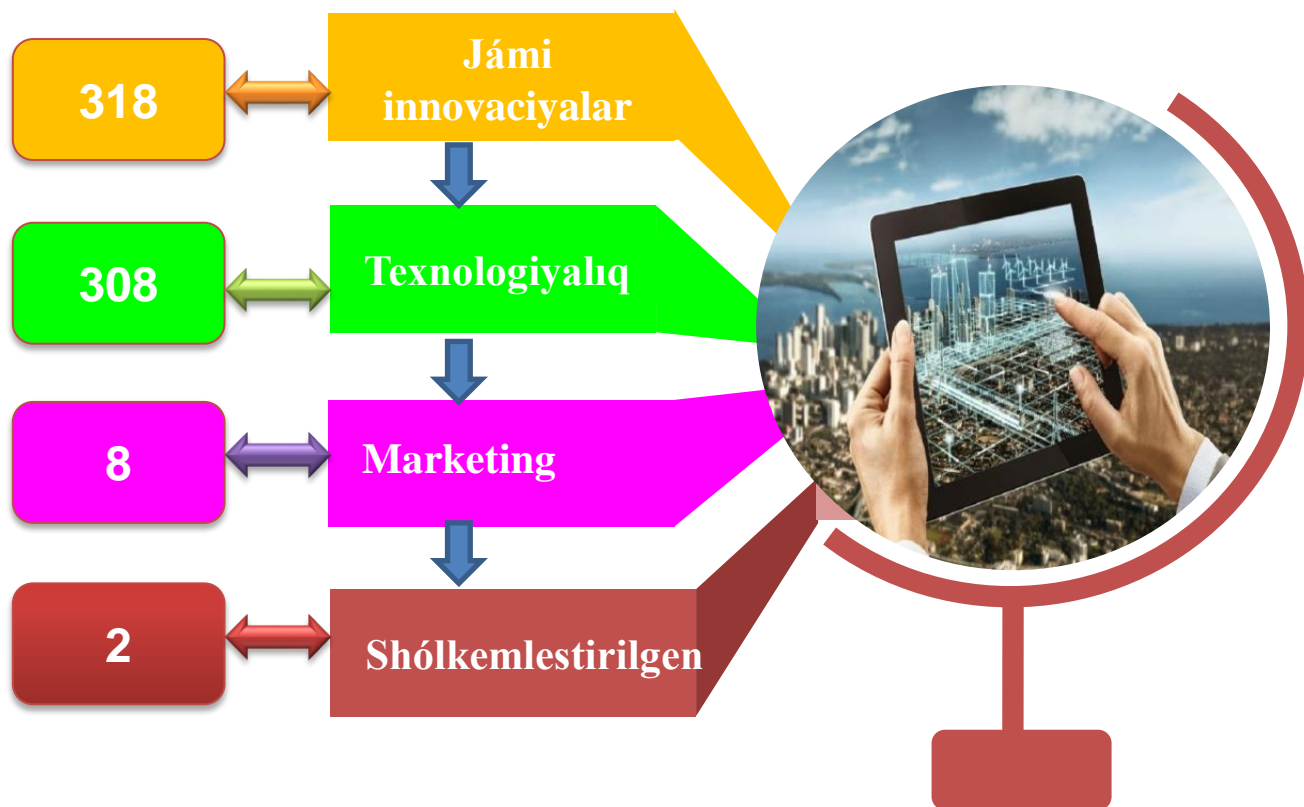 318
Jámi
innovaciyalar
308
Texnologiyalıq
8
Marketing
2
Shólkemlestirilgen